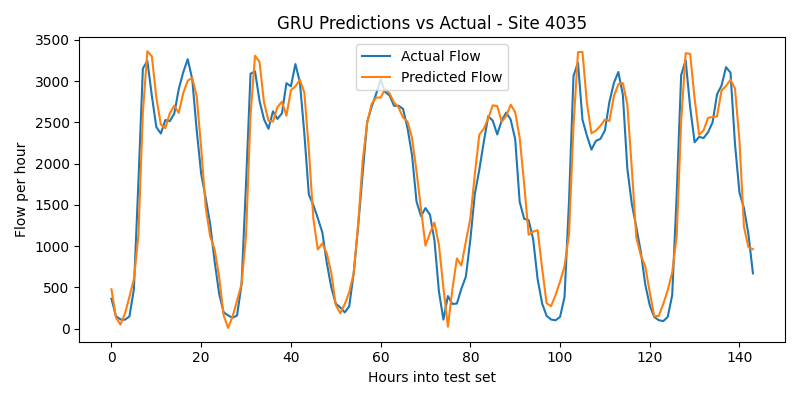 GRU Predictions vs Actual - Site 4035
Actual Flow
Predicted Flow
Flow per hour
3500
3000
2500
2000
1500
1000
500
0
0 20 40 60 80 100 120 140
Hours into test set